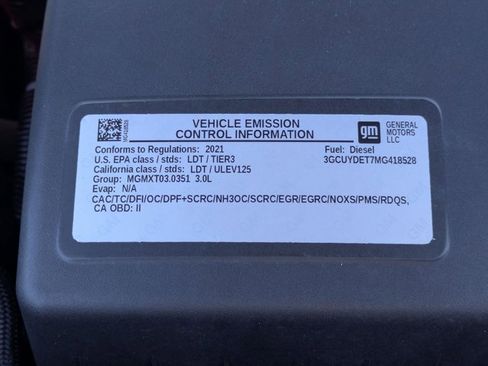 VEHICLE EMISSION
CONTROL INFORMATION
gm GENERAL
MOTORS
LLC
Conforms to Regulations: 2021 Fuel: Diesel
U.S. EPA class / stds: LDT / TIER3 3GCUYDET7MG418528
California class / stds: LDT / ULEV125
Group: MGMXT03.0351 3.0L
Evap: N/A
CAC/TC/DFI/OC/DPF+SCRC/NH3OC/SCRC/EGR/EGRC/NOXS/PMS/RDQS,
CA OBD: II